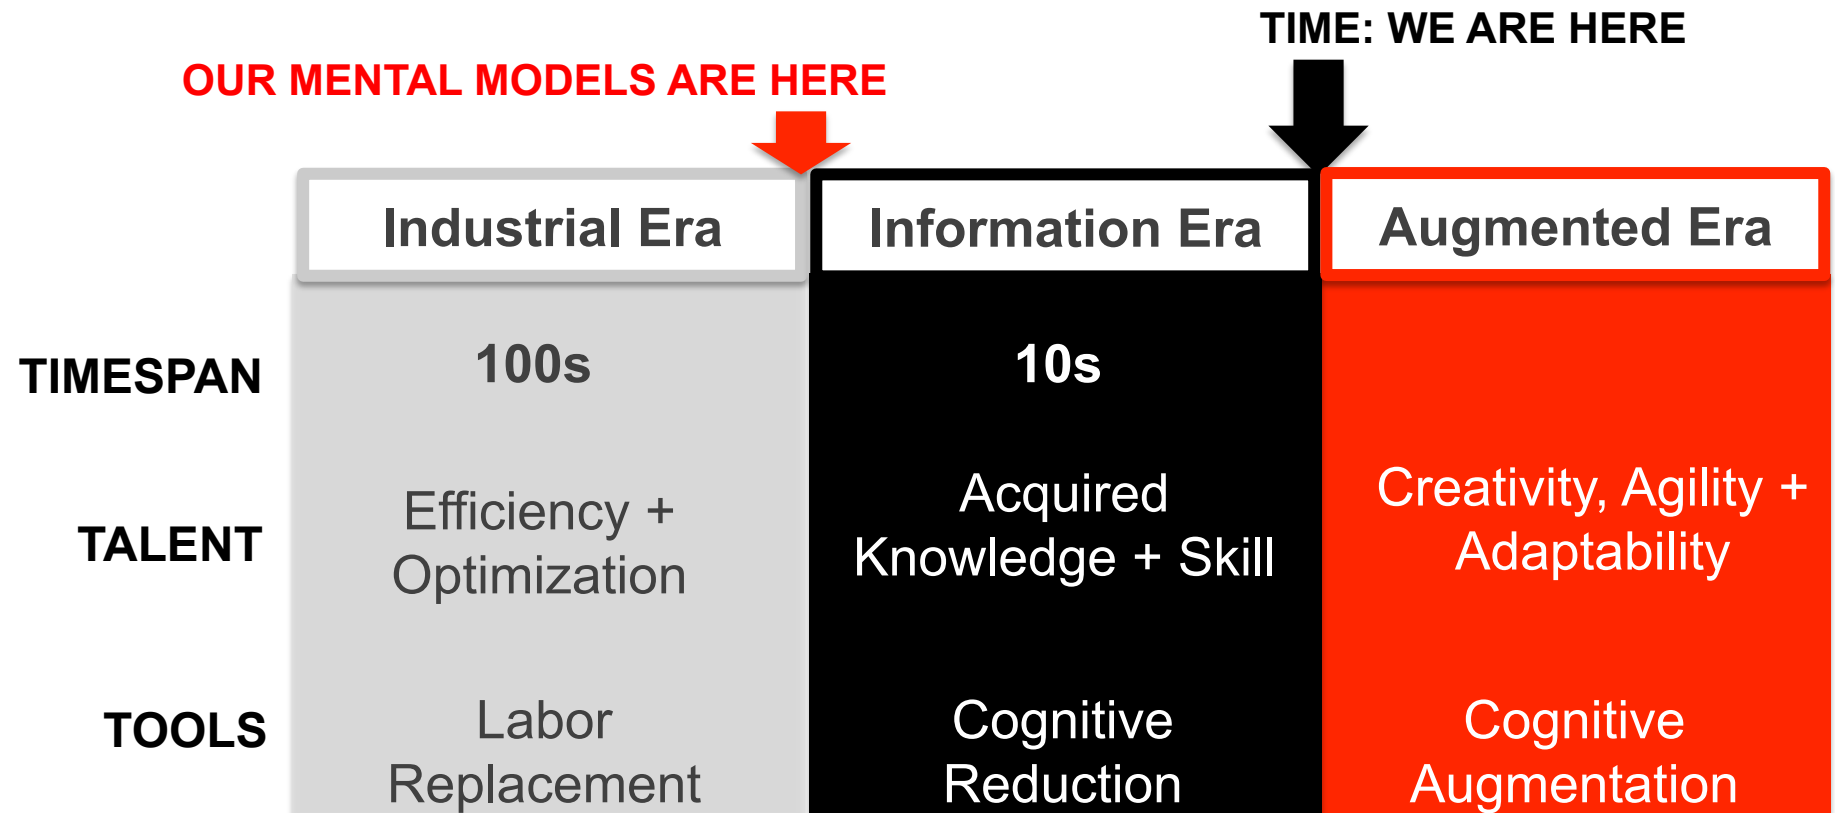 TIME: WE ARE HERE
OUR MENTAL MODELS ARE HERE
Industrial Era
Information Era
Augmented Era
TIMESPAN
100s
10s
TALENT
Efficiency +
Optimization
Acquired
Knowledge + Skill
Creativity, Agility +
Adaptability
TOOLS
Labor
Replacement
Cognitive
Reduction
Cognitive
Augmentation